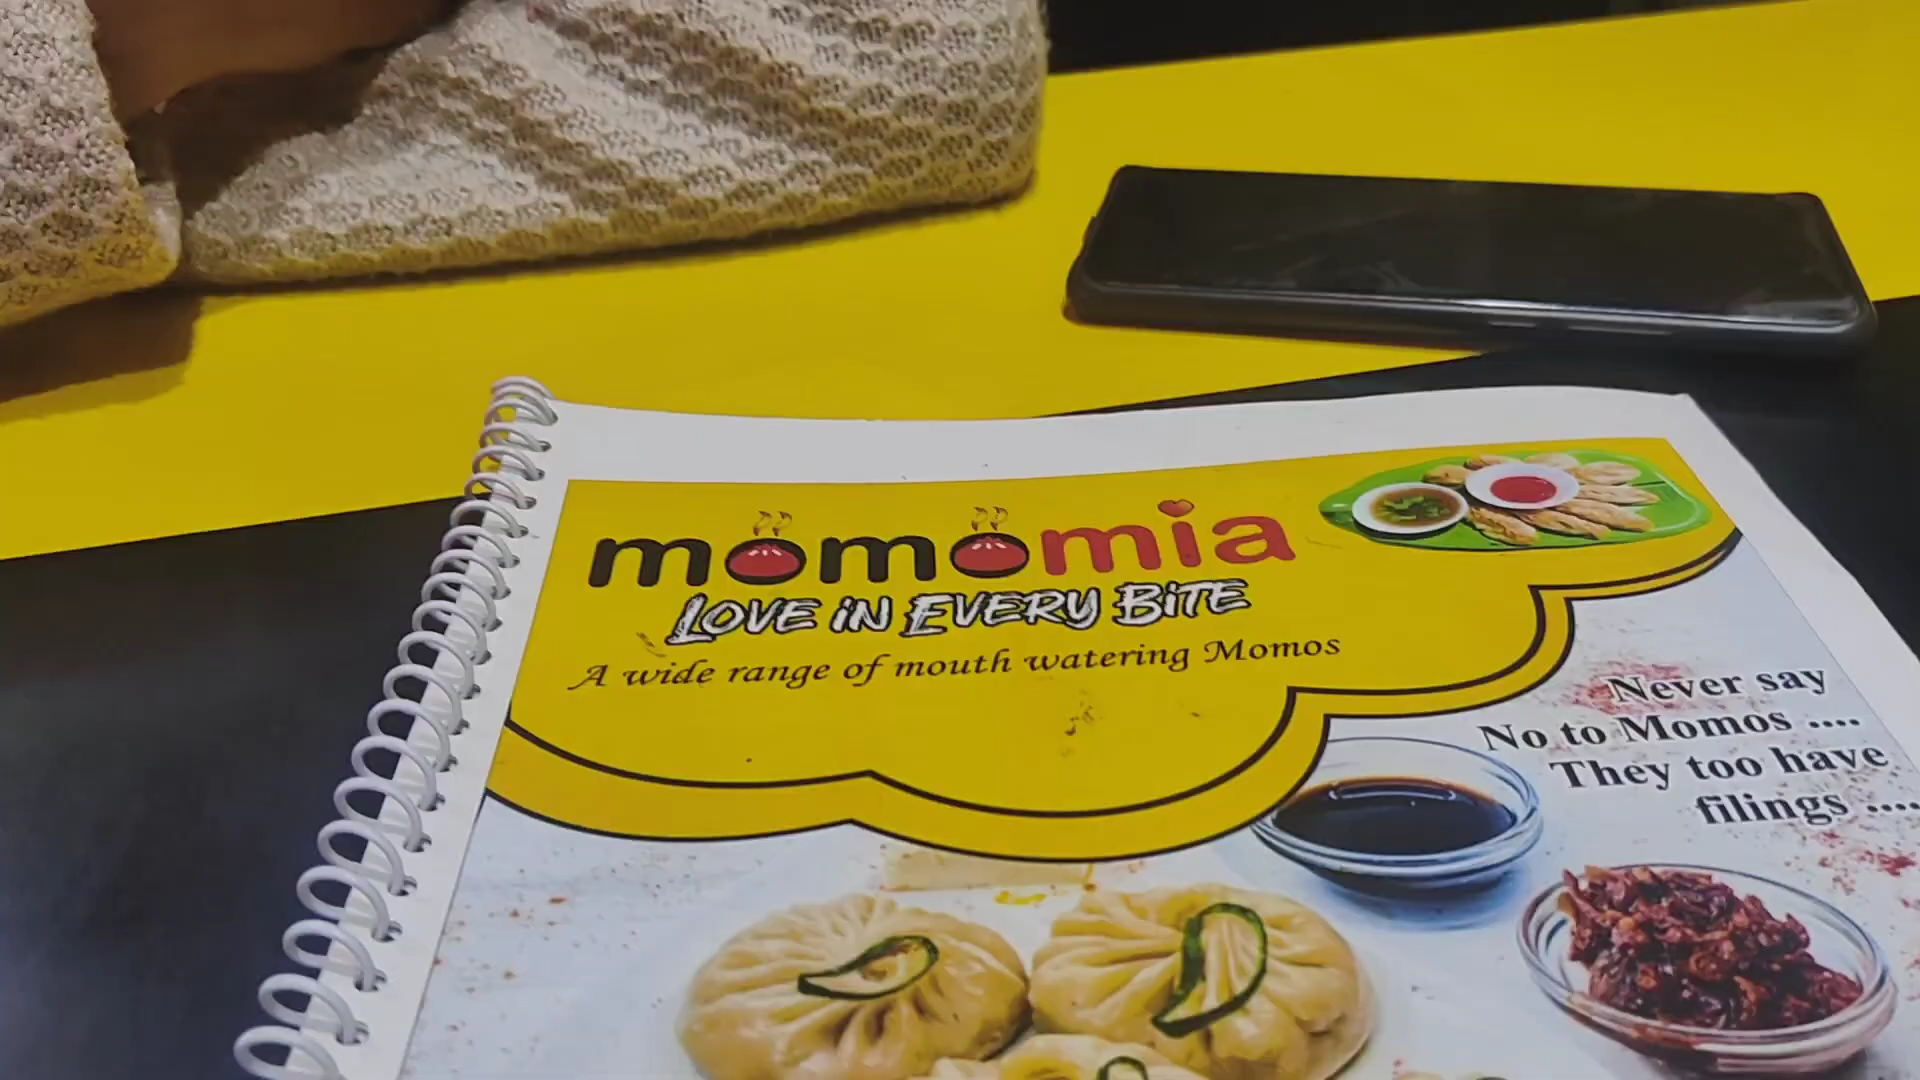 momomia
LOVE iN EVERY BiTE
A wide range of mouth watering Momos
Never say
No to Momos ....
They too have
filings ....